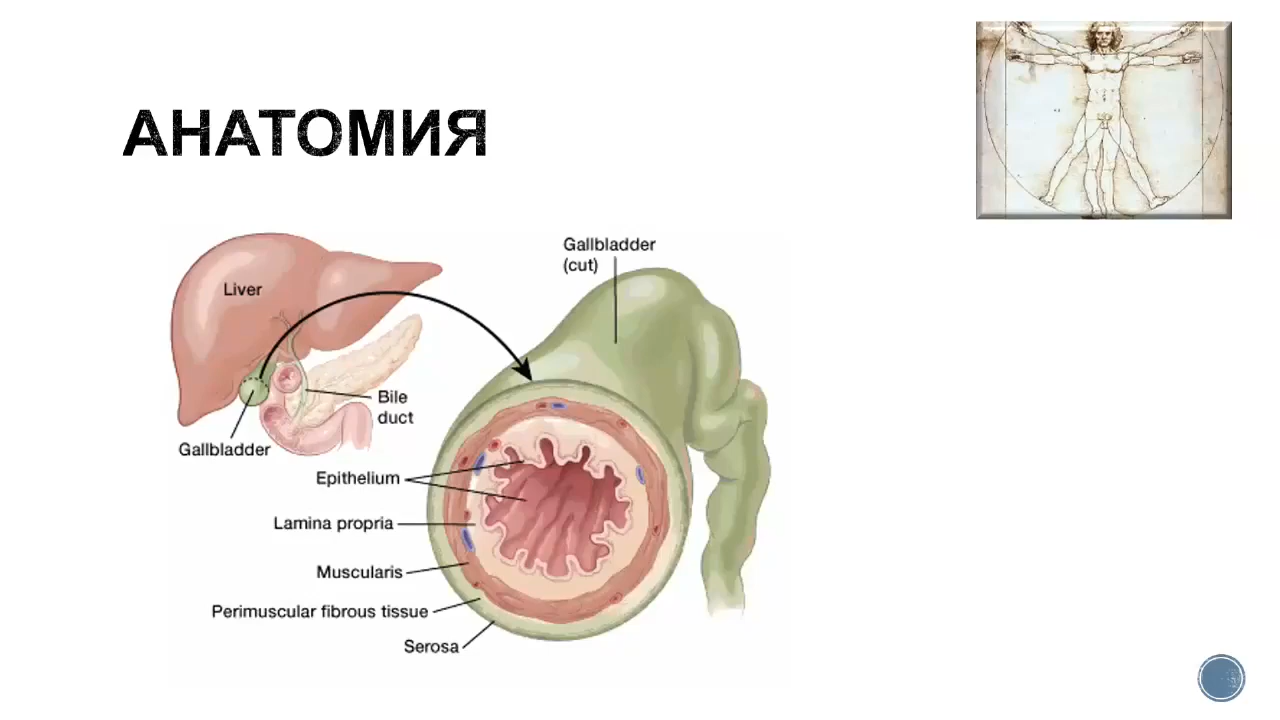 АНАТОМИЯ
Gallbladder
(cut)
Liver
Bile
duct
Gallbladder
Epithelium
Lamina propria
Muscularis
Perimuscular fibrous tissue
Serosa